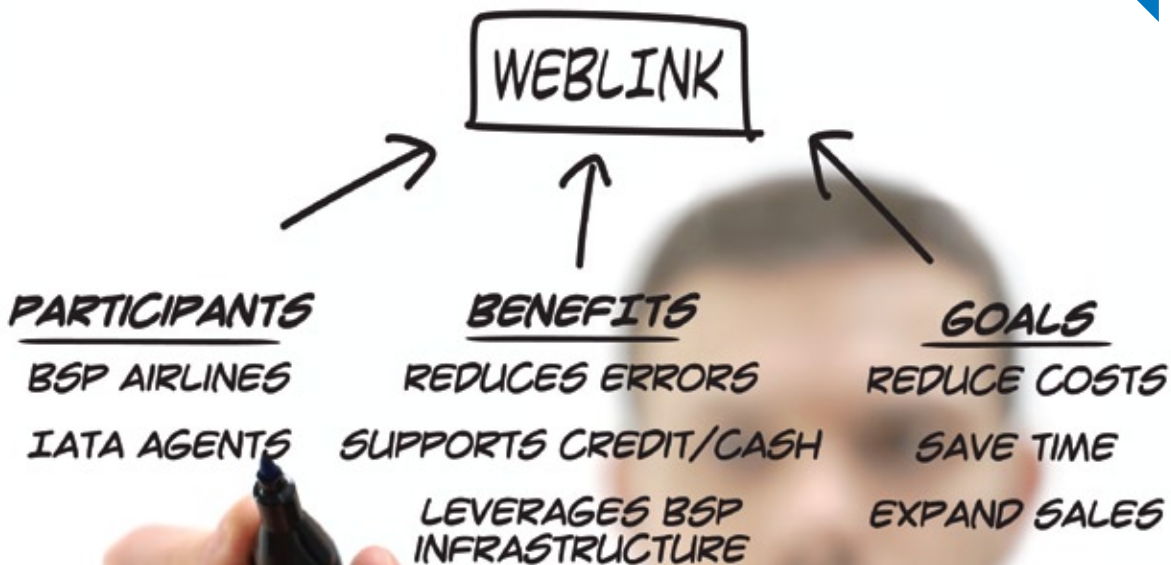 WEBLINK
PARTICIPANTS
BSP AIRLINES
IATA AGENTS
BENEFITS
REDUCES ERRORS
SUPPORTS CREDIT/CASH
LEVERAGES BSP
INFRASTRUCTURE
GOALS
REDUCE COSTS
SAVE TIME
EXPAND SALES